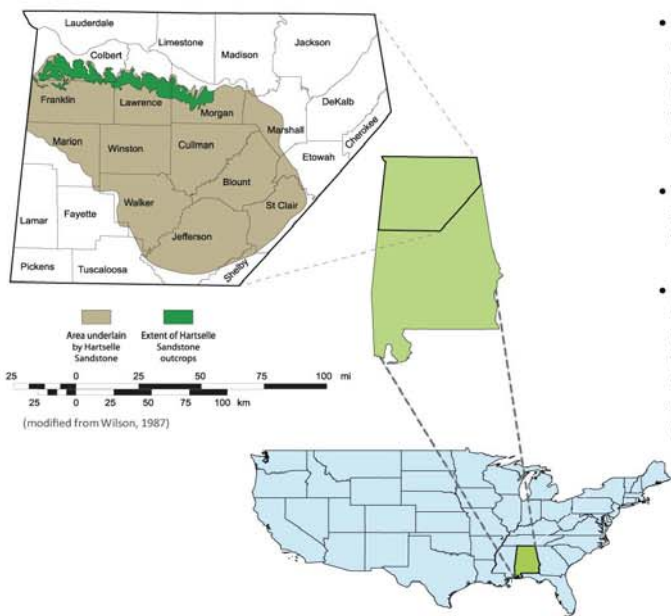 Lauderdale
Limestone
Jackson
Colbert
Madison
Franklin
Lawrence
Morgan
DeKalb
Marshall
Cherokee
Marion
Winston
Cullman
Etowah
Blount
Walker
St Clair
Lamar
Fayette
Jefferson
Shelby
Pickens
Tuscaloosa
Area underlain
by Hartselle
Sandstone
Extent of Hartselle
Sandstone
outcrops
25 0 25 50 75 100 mi
25 0 25 50 75 100 km
(modified from Wilson, 1987)